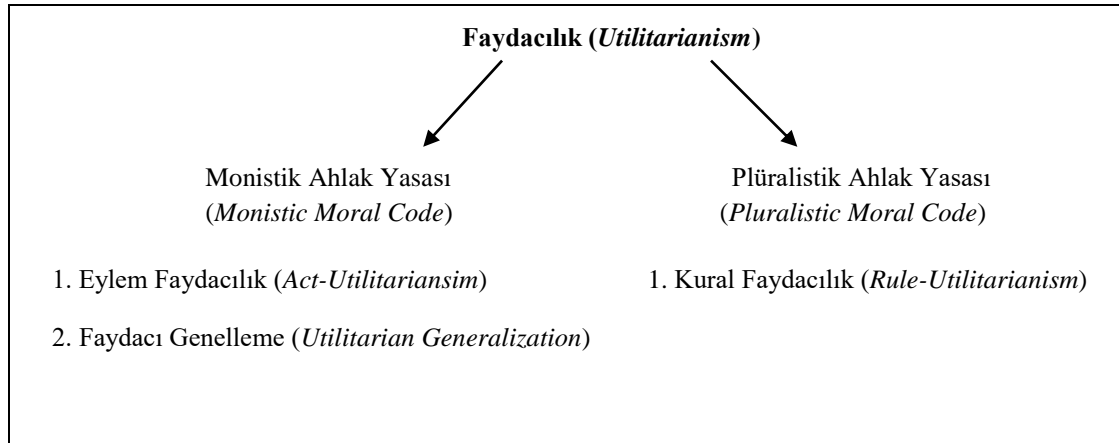 Faydacılık (Utilitarianism)
Monistik Ahlak Yasası
(Monistic Moral Code)
Plüralistik Ahlak Yasası
(Pluralistic Moral Code)
1. Eylem Faydacılık (Act-Utilitariansim)
2. Faydacı Genelleme (Utilitarian Generalization)
1. Kural Faydacılık (Rule-Utilitarianism)